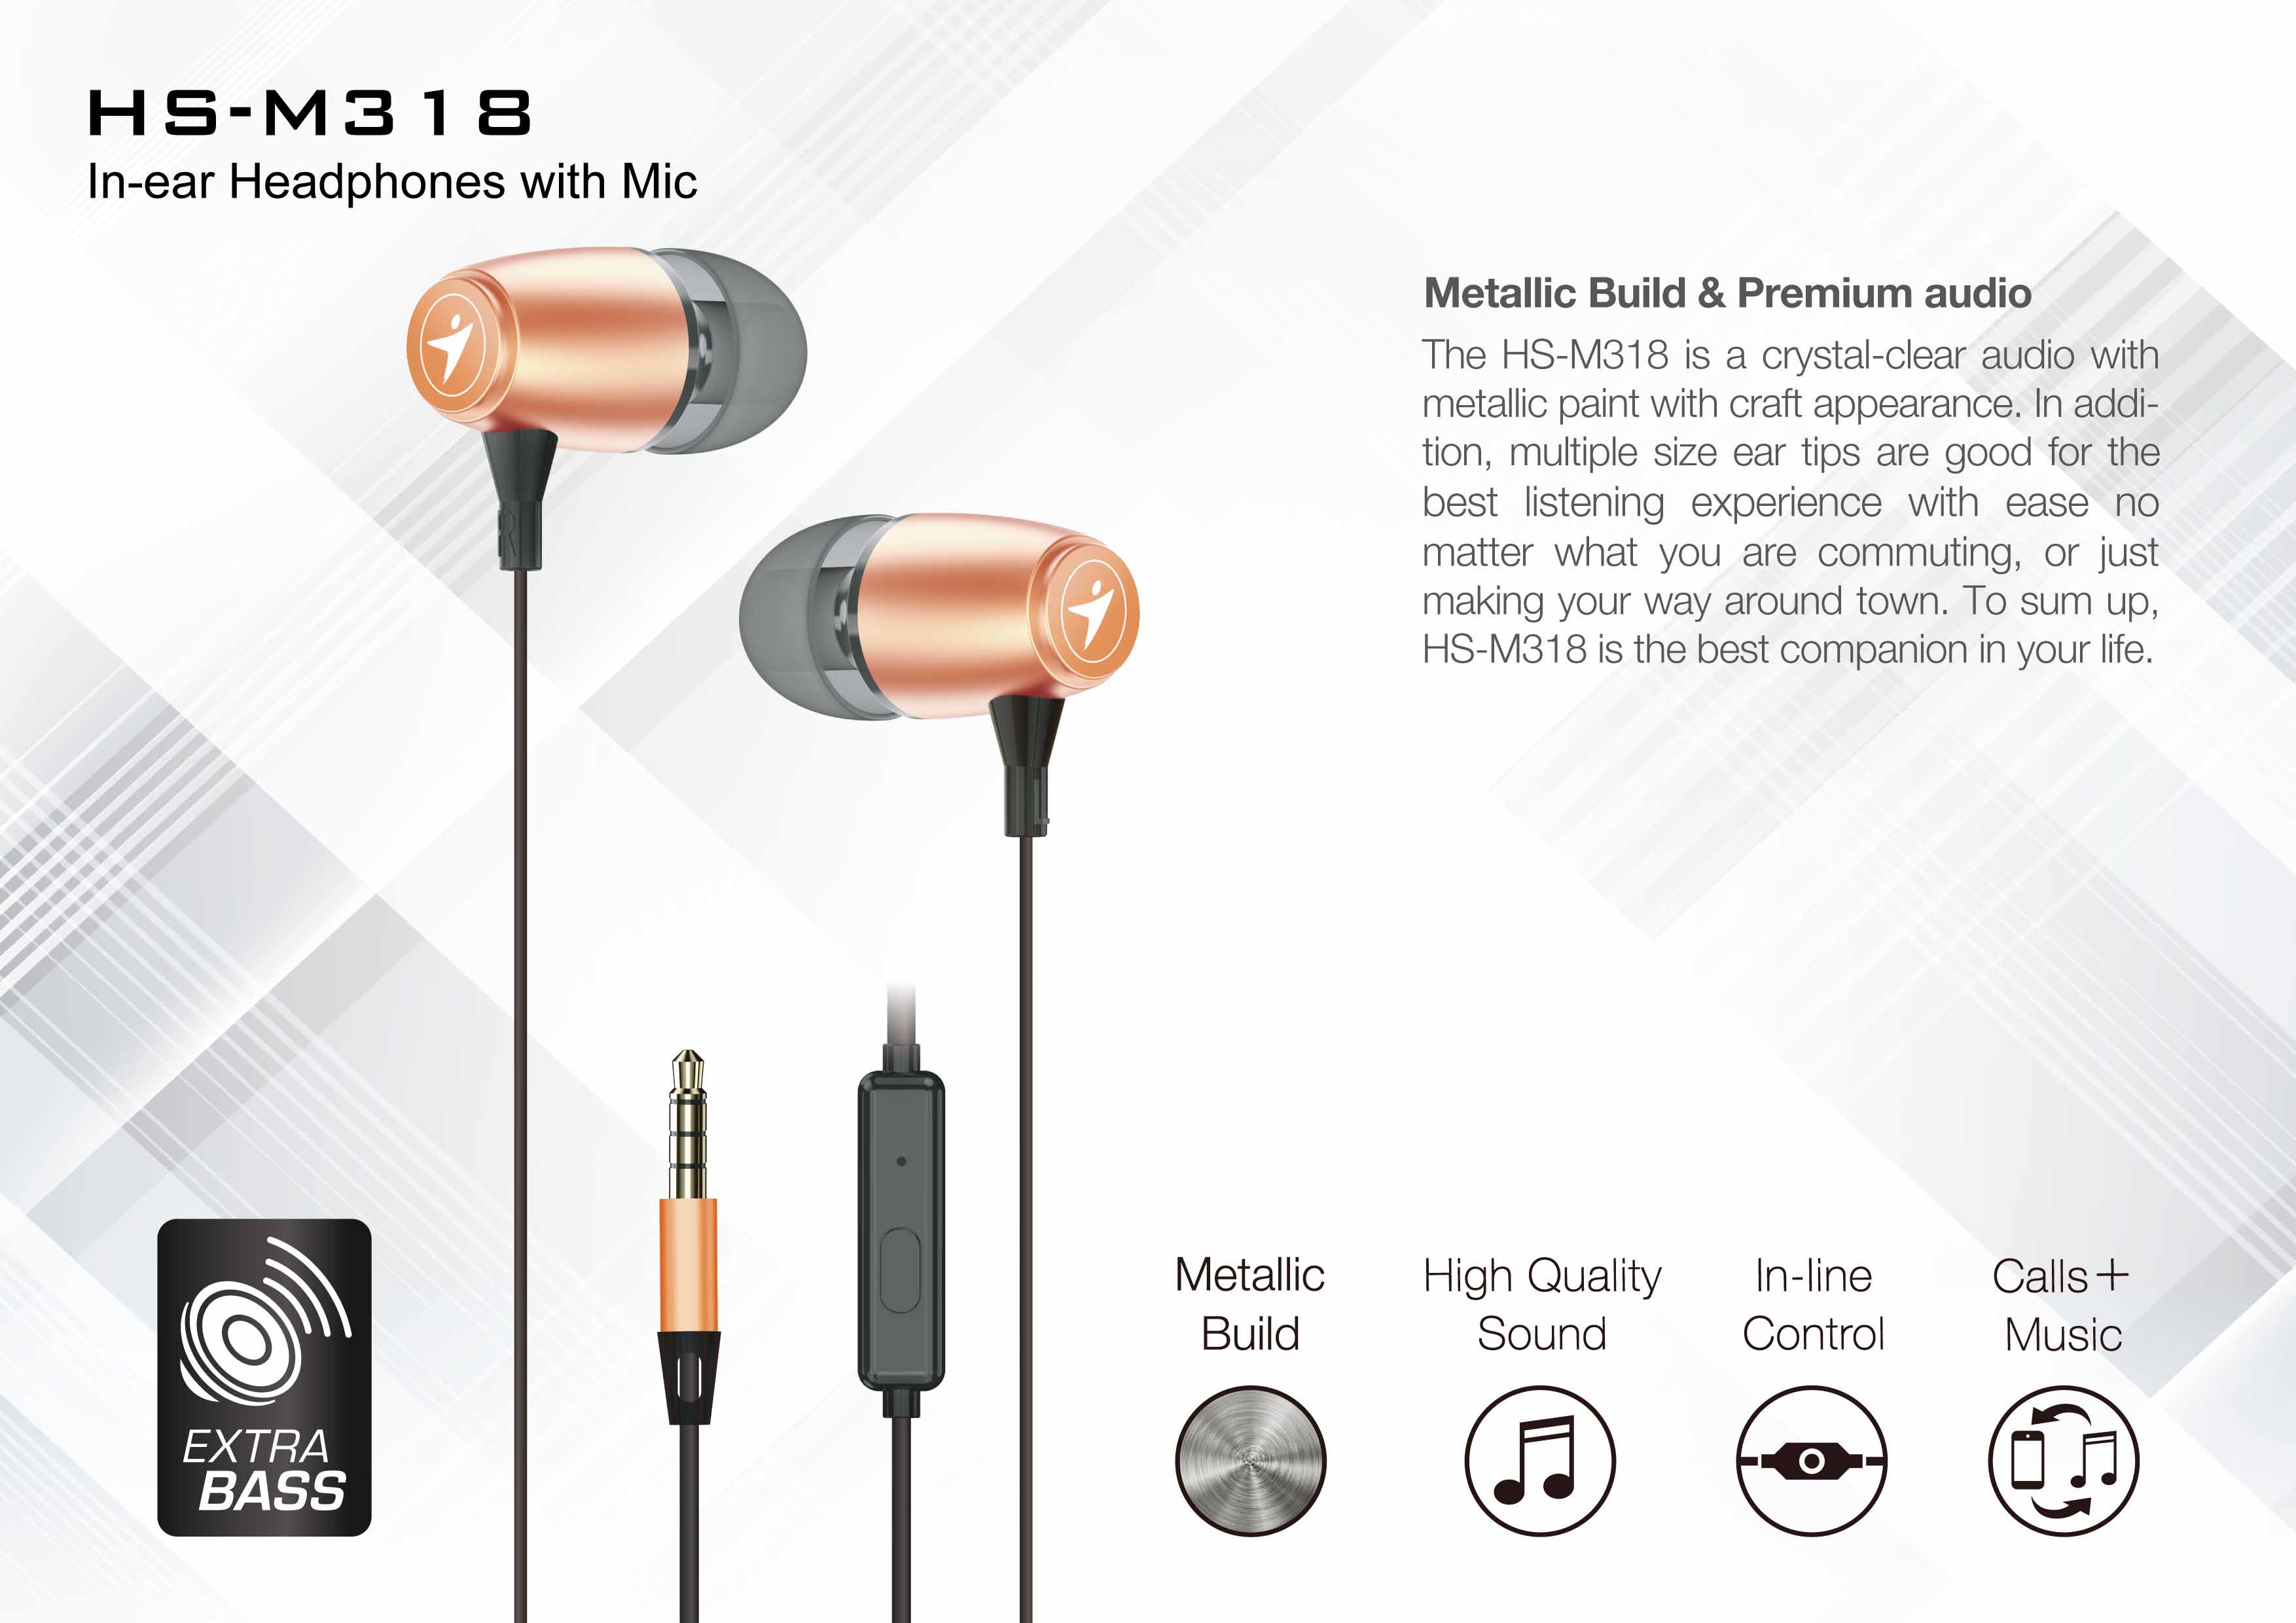 HS-M318
In-ear Headphones with Mic
Metallic Build & Premium audio
The HS-M318 is a crystal-clear audio with
metallic paint with craft appearance. In addi-
tion, multiple size ear tips are good for the
best listening experience with ease no
matter what you are commuting, or just
making your way around town. To sum up,
HS-M318 is the best companion in your life.
R
L
EXTRA
BASS
Metallic
Build
High Quality
Sound
In-line
Control
Calls+
Music